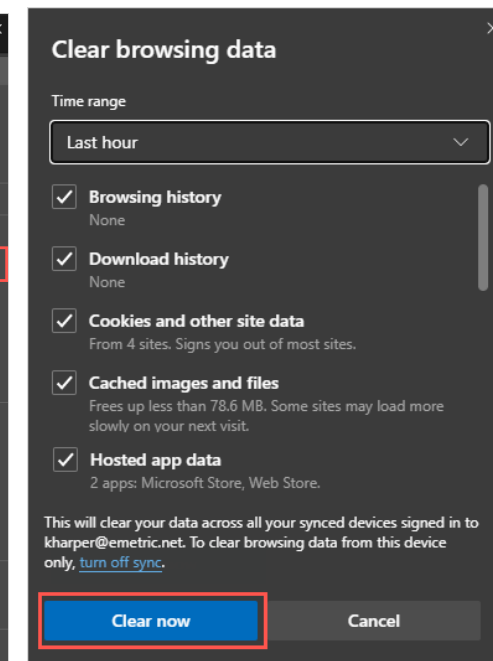 Clear browsing data
Time range
Last hour
Browsing history
None
Download history
None
Cookies and other site data
From 4 sites. Signs you out of most sites.
Cached images and files
Frees up less than 78.6 MB. Some sites may load more
slowly on your next visit.
Hosted app data
2 apps: Microsoft Store, Web Store.
This will clear your data across all your synced devices signed in to
kharper@emetric.net. To clear browsing data from this device
only, turn off sync.
Clear now
Cancel